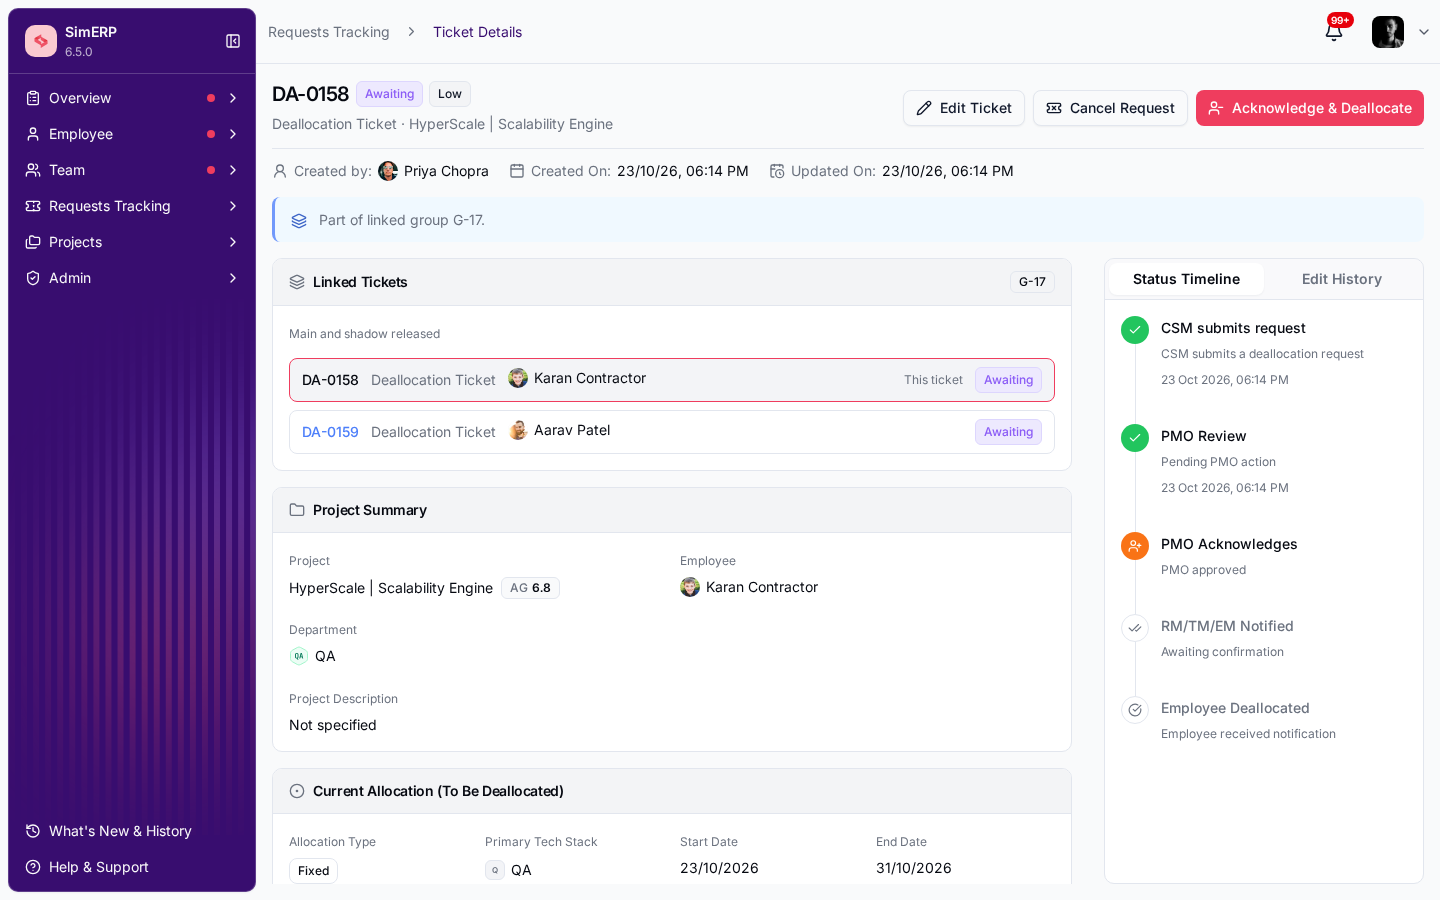 SimERP
6.5.0
Overview
Employee
Team
Requests Tracking
Projects
Admin
What's New & History
Help & Support
Requests Tracking
Ticket Details
99+
DA-0158
Awaiting
Low
Deallocation Ticket · HyperScale | Scalability Engine
Edit Ticket
Cancel Request
Acknowledge & Deallocate
Created by: Priya Chopra
Created On: 23/10/26, 06:14 PM
Updated On: 23/10/26, 06:14 PM
Part of linked group G-17.
Linked Tickets
G-17
Main and shadow released
DA-0158 Deallocation Ticket Karan Contractor This ticket Awaiting
DA-0159 Deallocation Ticket Aarav Patel Awaiting
Project Summary
Project
HyperScale | Scalability Engine AG 6.8
Employee
Karan Contractor
Department
QA QA
Project Description
Not specified
Current Allocation (To Be Deallocated)
Allocation Type
Fixed
Primary Tech Stack
Q QA
Start Date
23/10/2026
End Date
31/10/2026
Status Timeline
Edit History
CSM submits request
CSM submits a deallocation request
23 Oct 2026, 06:14 PM
PMO Review
Pending PMO action
23 Oct 2026, 06:14 PM
PMO Acknowledges
PMO approved
RM/TM/EM Notified
Awaiting confirmation
Employee Deallocated
Employee received notification